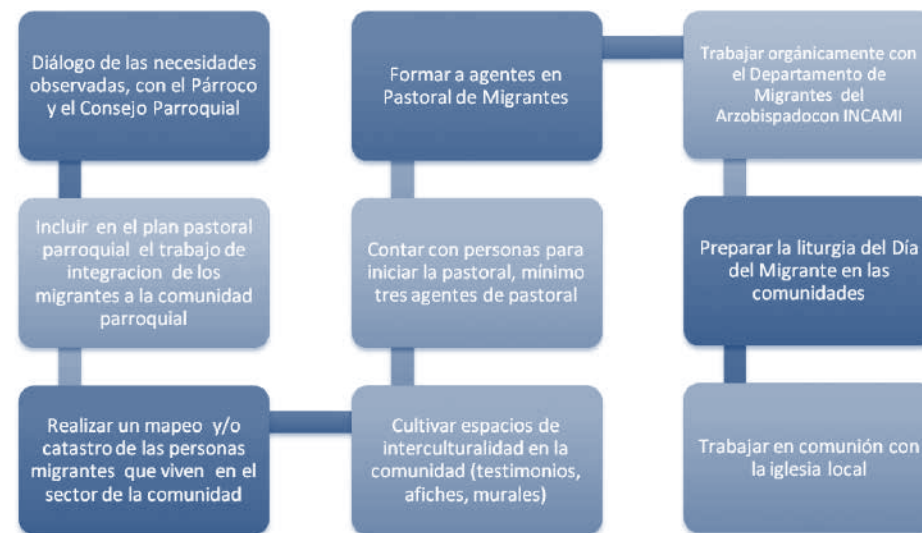 Diálogo de las necesidades
observadas, con el Párroco
y el Consejo Parroquial
Incluir en el plan pastoral
parroquial el trabajo de
integracion de los
migrantes a la comunidad
parroquial
Realizar un mapeo y/o
catastro de las personas
migrantes que viven en el
sector de la comunidad
Cultivar espacios de
interculturalidad en la
comunidad (testimonios,
afiches, murales)
Contar con personas para
iniciar la pastoral, mínimo
tres agentes de pastoral
Formar a agentes en
Pastoral de Migrantes
Trabajar orgánicamente con
el Departamento de
Migrantes del
Arzobispadocon INCAMI
Preparar la liturgia del Día
del Migrante en las
comunidades
Trabajar en comunión con
la iglesia local